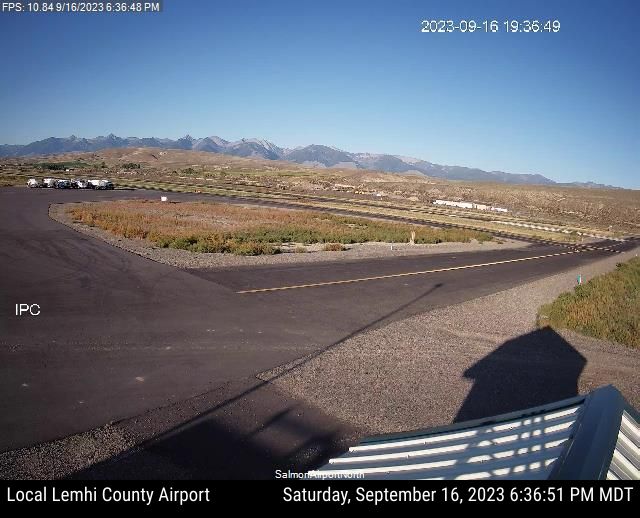 FPS: 10.84 9/16/2023 6:36:48 PM
2023-09-16 19:35:49
IPC
SalmonAirportNorth
Local Lemhi County Airport
Saturday, September 16, 2023 6:36:51 PM MDT